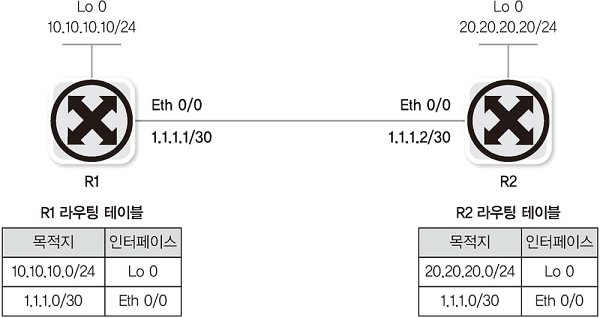 Lo 0
10.10.10.10/24
Lo 0
20.20.20.20/24
Eth 0/0
Eth 0/0
1.1.1.1/30
1.1.1.2/30
R1
R2
R1 라우팅 테이블
목적지 인터페이스
10.10.10.0/24 Lo 0
1.1.1.0/30 Eth 0/0
R2 라우팅 테이블
목적지 인터페이스
20.20.20.0/24 Lo 0
1.1.1.0/30 Eth 0/0